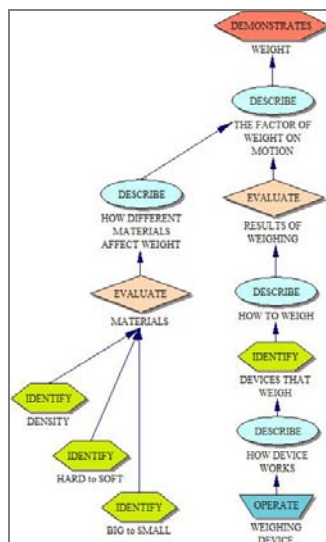 DEMONSTRATES
WEIGHT
DESCRIBE
THE FACTOR OF
WEIGHT ON
MOTION
DESCRIBE
HOW DIFFERENT
MATERIALS
AFFECT WEIGHT
EVALUATE
RESULTS OF
WEIGHING
EVALUATE
MATERIALS
DESCRIBE
HOW TO WEIGH
IDENTIFY
DEVICES THAT
WEIGH
IDENTIFY
DENSITY
DESCRIBE
HOW DEVICE
WORKS
IDENTIFY
HARD to SOFT
IDENTIFY
BIG to SMALL
OPERATE
WEIGHING
DEVICE